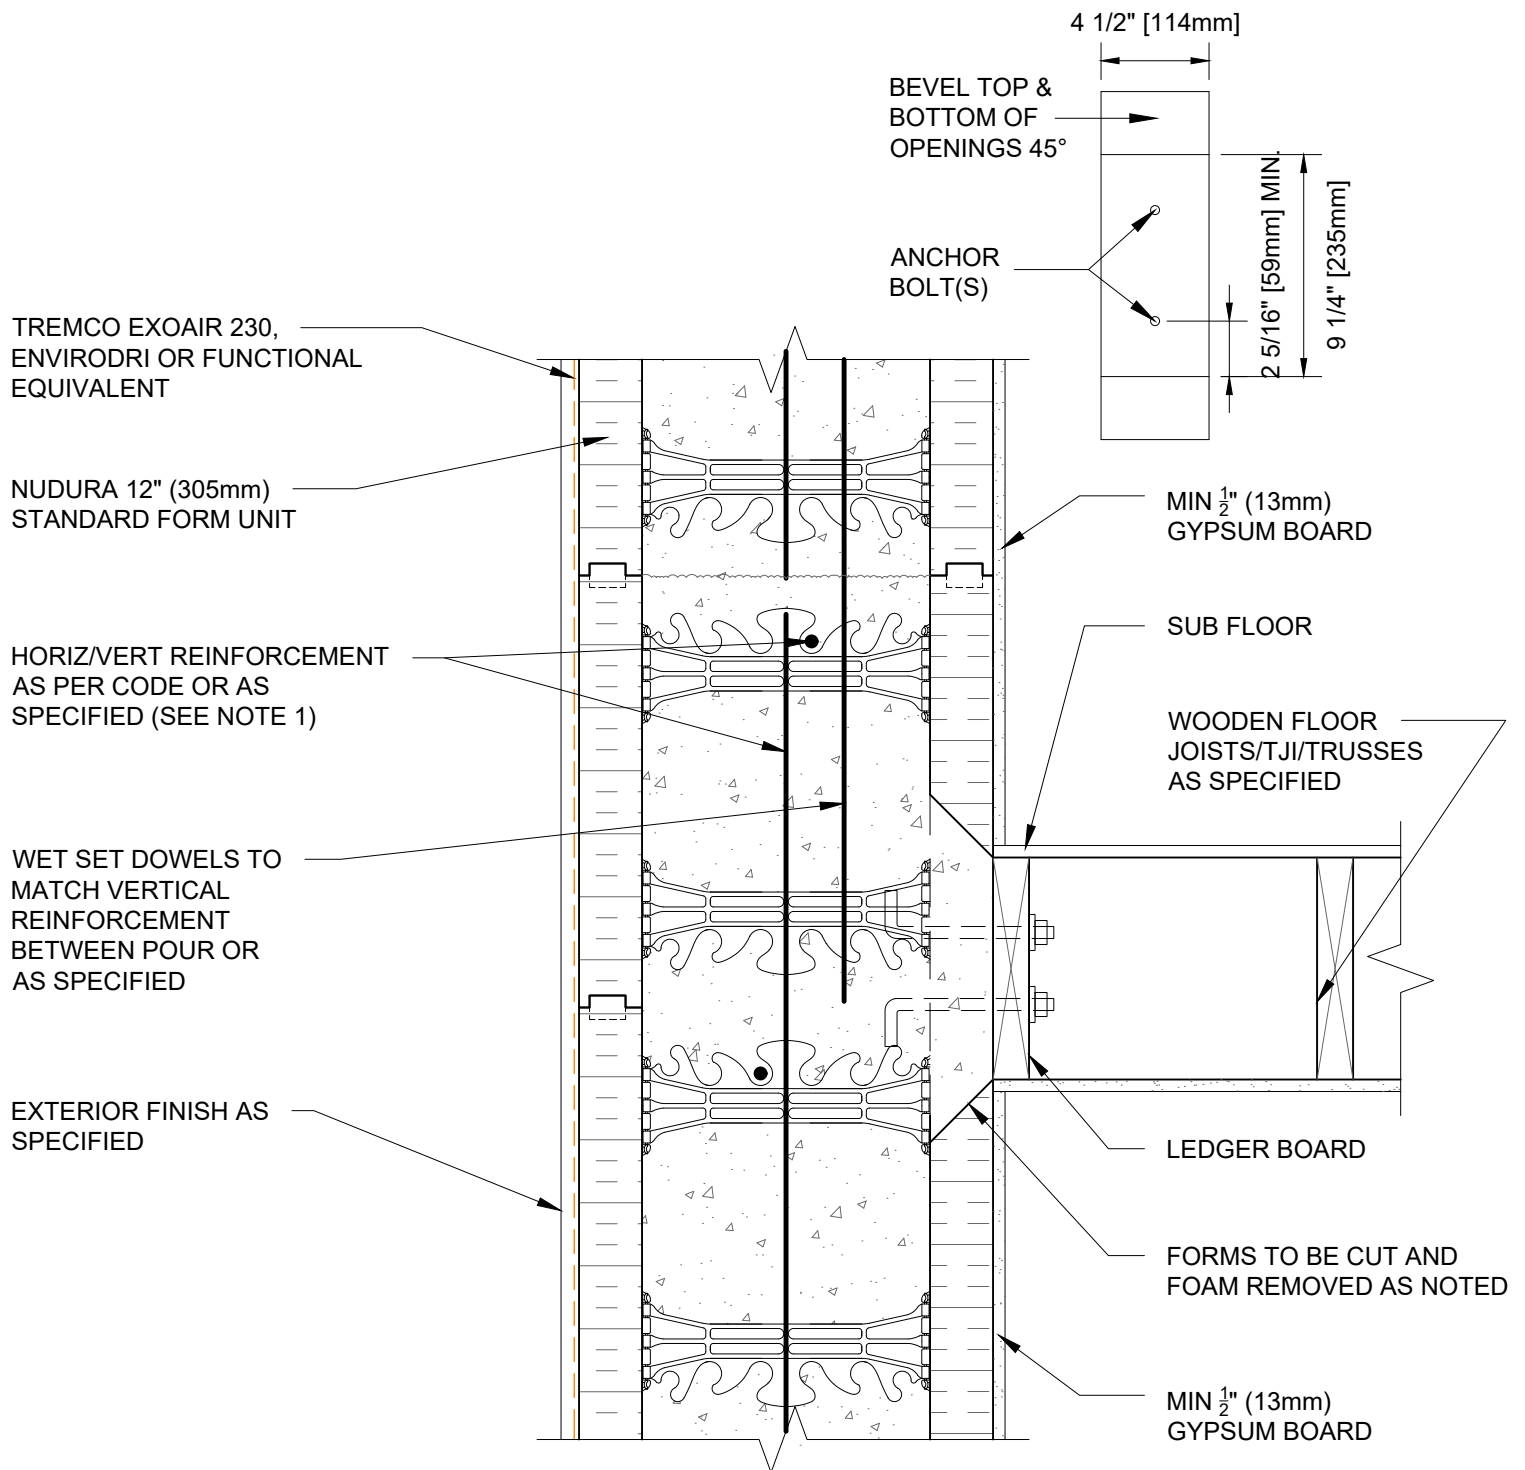 4 1/2" [114mm]
BEVEL TOP &
BOTTOM OF
OPENINGS 45°
2 5/16" [59mm] MIN.
9 1/4" [235mm]
ANCHOR
BOLT(S)
TREMCO EXOAIR 230,
ENVIRODRI OR FUNCTIONAL
EQUIVALENT
NUDURA 12" (305mm)
STANDARD FORM UNIT
HORIZ/VERT REINFORCEMENT
AS PER CODE OR AS
SPECIFIED (SEE NOTE 1)
WET SET DOWELS TO
MATCH VERTICAL
REINFORCEMENT
BETWEEN POUR OR
AS SPECIFIED
EXTERIOR FINISH AS
SPECIFIED
MIN 1/2" (13mm)
GYPSUM BOARD
SUB FLOOR
WOODEN FLOOR
JOISTS/TJI/TRUSSES
AS SPECIFIED
LEDGER BOARD
FORMS TO BE CUT AND
FOAM REMOVED AS NOTED
MIN 1/2" (13mm)
GYPSUM BOARD